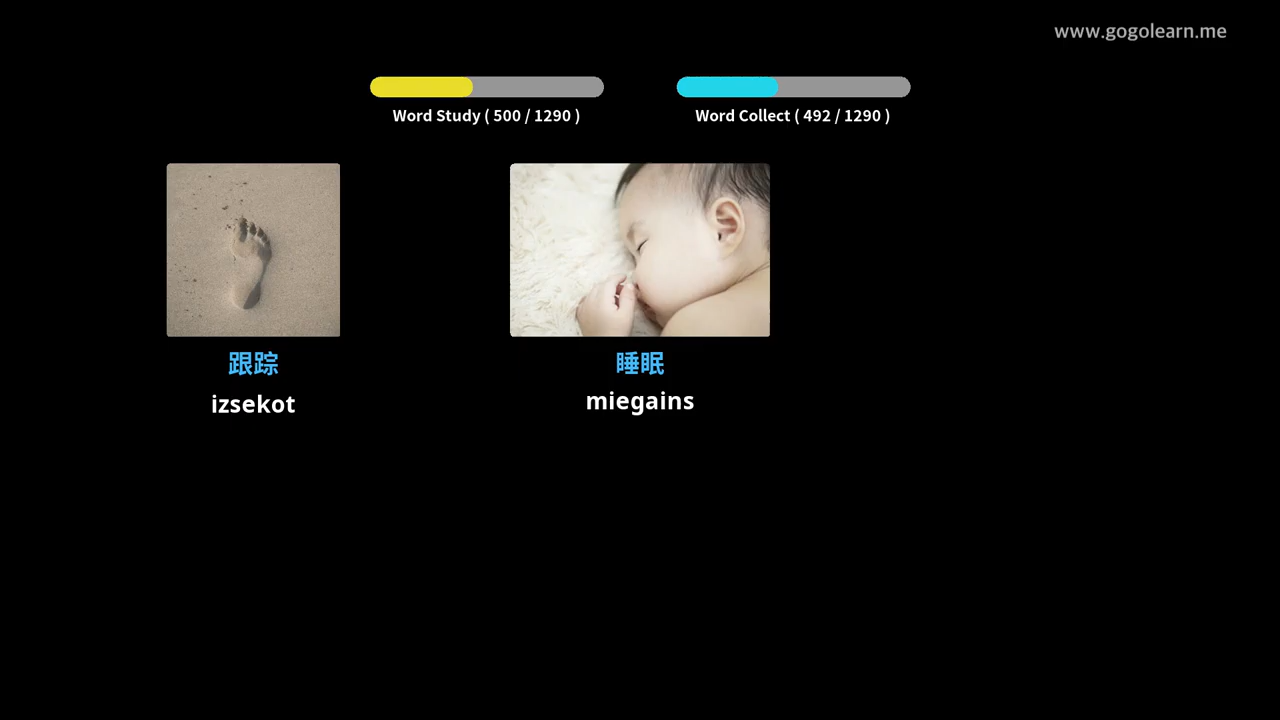 www.gogolearn.me
Word Study ( 500 / 1290 )
Word Collect ( 492 / 1290 )
跟踪
izsekot
睡眠
miegains